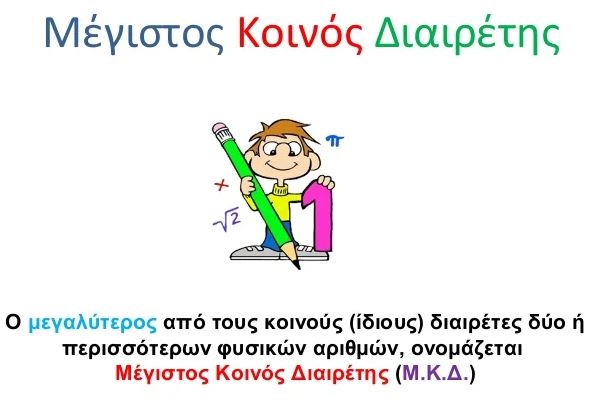 Μέγιστος Κοινός Διαιρέτης
π
x
√2
1
Ο μεγαλύτερος από τους κοινούς (ίδιους) διαιρέτες δύο ή
περισσότερων φυσικών αριθμών, ονομάζεται
Μέγιστος Κοινός Διαιρέτης (Μ.Κ.Δ.)